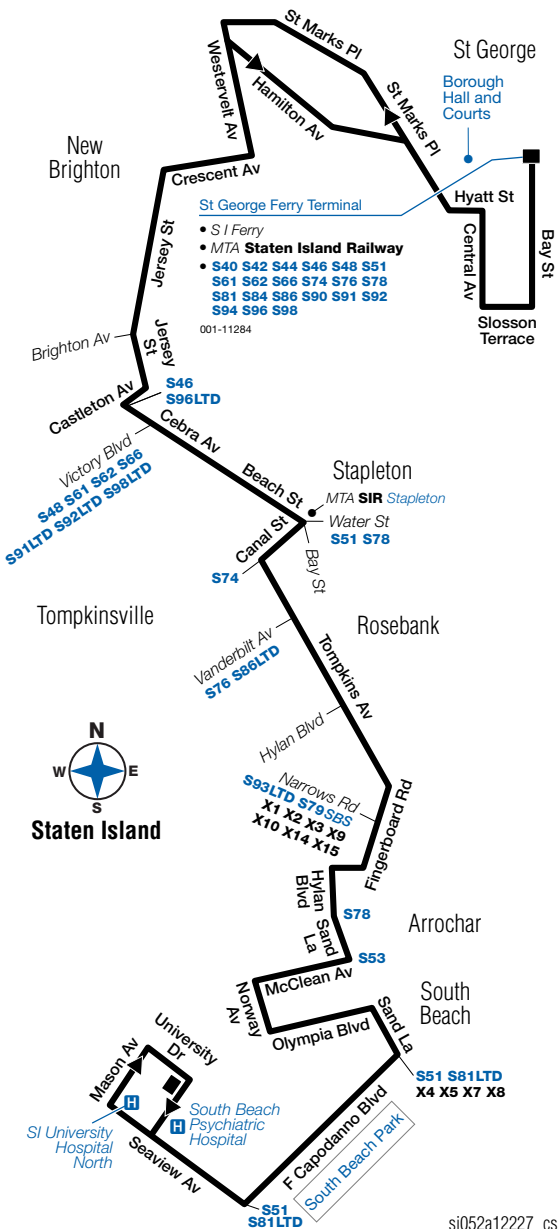 St Marks Pl
St George
Westervelt Av
Hamilton Av
St Marks Pl
Borough
Hall and
Courts
New
Brighton
Crescent Av
Hyatt St
St George Ferry Terminal
• S I Ferry
• MTA Staten Island Railway
• S40 S42 S44 S46 S48 S51
S61 S62 S66 S74 S76 S78
S81 S84 S86 S90 S91 S92
S94 S96 S98
001-11284
Central Av
Bay St
Slosson
Terrace
Jersey St
Brighton Av
Jersey
St
Castleton Av
S46
S96LTD
Cebra Av
Victory Blvd
S48 S61 S62 S66
S91LTD S92LTD S98LTD
Beach St
Stapleton
MTA SIR Stapleton
Water St
S51 S78
Canal St
Bay St
S74
Tompkinsville
Rosebank
Vanderbilt Av
S76 S86LTD
Tompkins Av
Hylan Blvd
N
W
E
S
Staten Island
Narrows Rd
S93LTD S79SBS
X1 X2 X3 X9
X10 X14 X15
Fingerboard Rd
Hylan
Blvd
S78
Sand
La
Arrochar
S53
McClean Av
Norway
Av
South
Beach
Olympia Blvd
Sand La
S51 S81LTD
X4 X5 X7 X8
University
Dr
Mason Av
H
SI University
Hospital
North
H
South Beach
Psychiatric
Hospital
Seaview Av
F Capodanno Blvd
South Beach Park
S51
S81LTD
si052a12227_cs